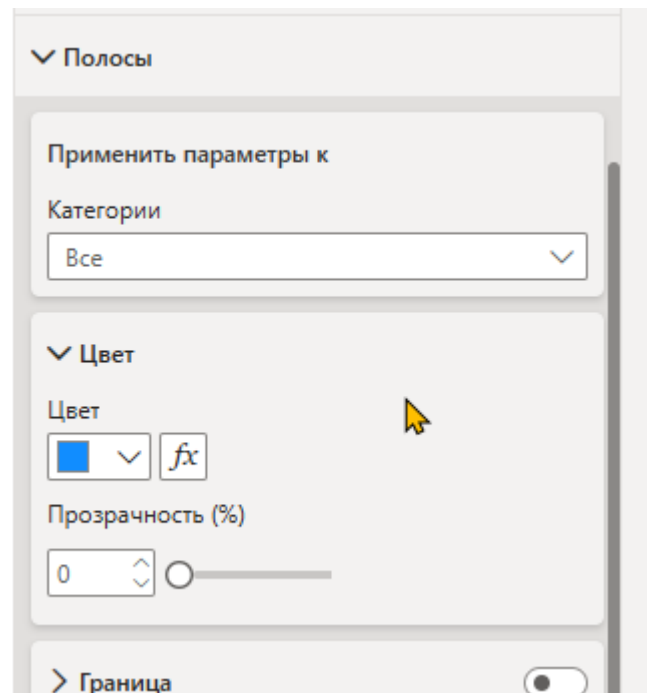 Полосы
Применить параметры к
Категории
Все
Цвет
Цвет
fx
Прозрачность (%)
0
Граница